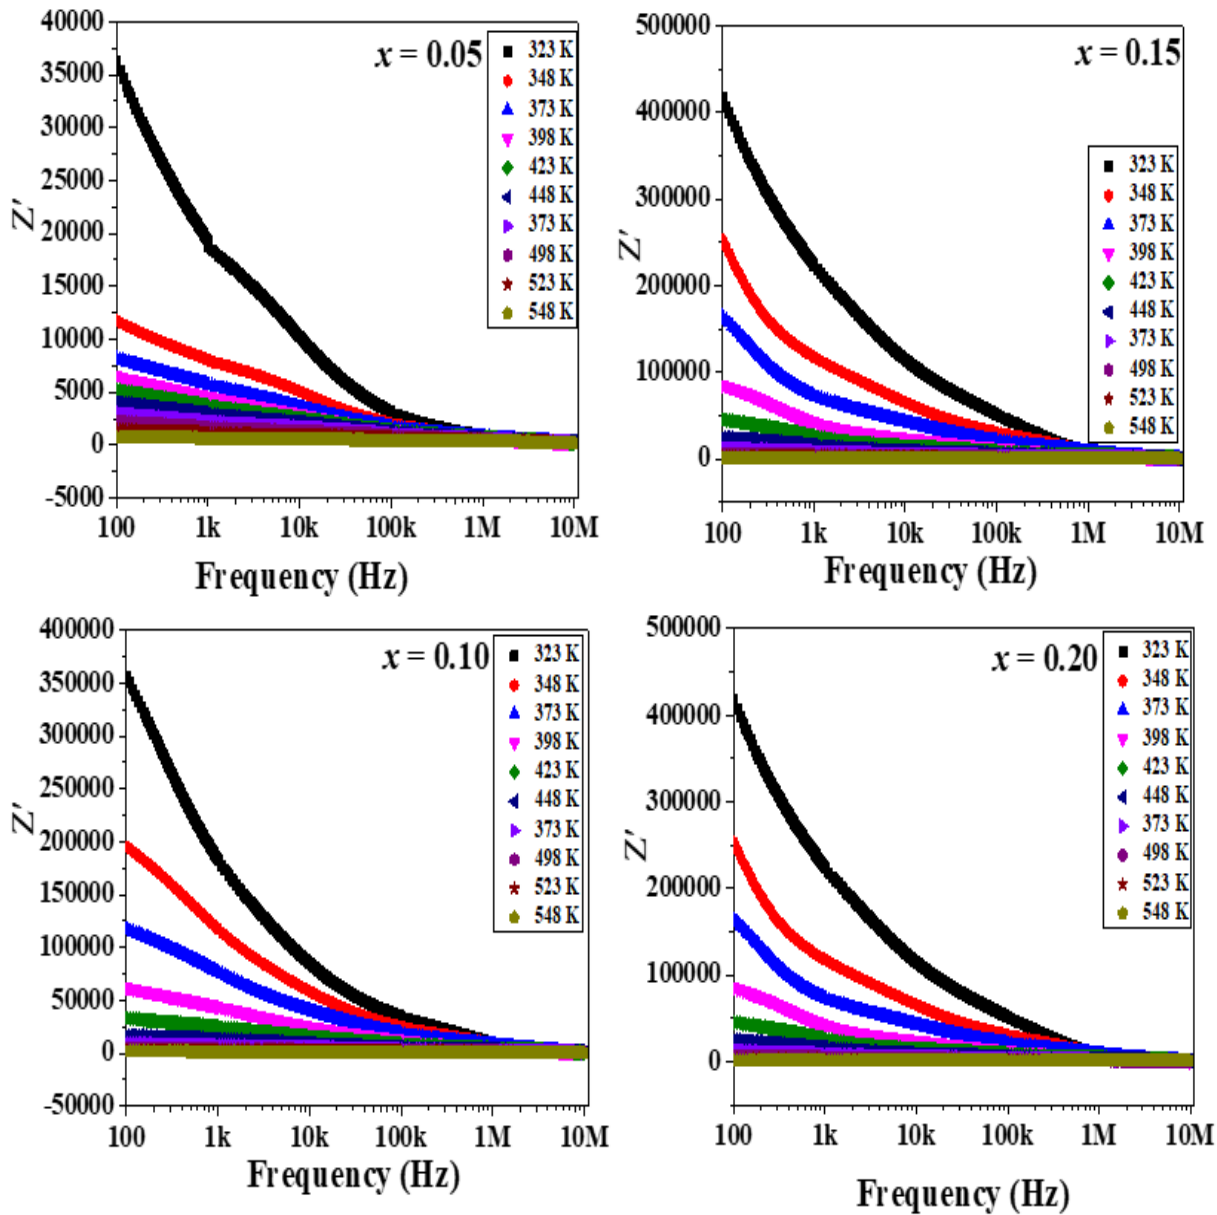 x = 0.05
323 K
348 K
373 K
398 K
423 K
448 K
373 K
498 K
523 K
548 K
40000
35000
30000
25000
20000
15000
10000
5000
0
-5000
Z'
100
1k
10k
100k
1M
10M
Frequency (Hz)
x = 0.15
323 K
348 K
373 K
398 K
423 K
448 K
373 K
498 K
523 K
548 K
500000
400000
300000
200000
100000
0
Z'
100
1k
10k
100k
1M
10M
Frequency (Hz)
x = 0.10
323 K
348 K
373 K
398 K
423 K
448 K
373 K
498 K
523 K
548 K
400000
350000
300000
250000
200000
150000
100000
50000
0
-50000
Z'
100
1k
10k
100k
1M
10M
Frequency (Hz)
x = 0.20
323 K
348 K
373 K
398 K
423 K
448 K
373 K
498 K
523 K
548 K
500000
400000
300000
200000
100000
0
Z'
100
1k
10k
100k
1M
10M
Frequency (Hz)